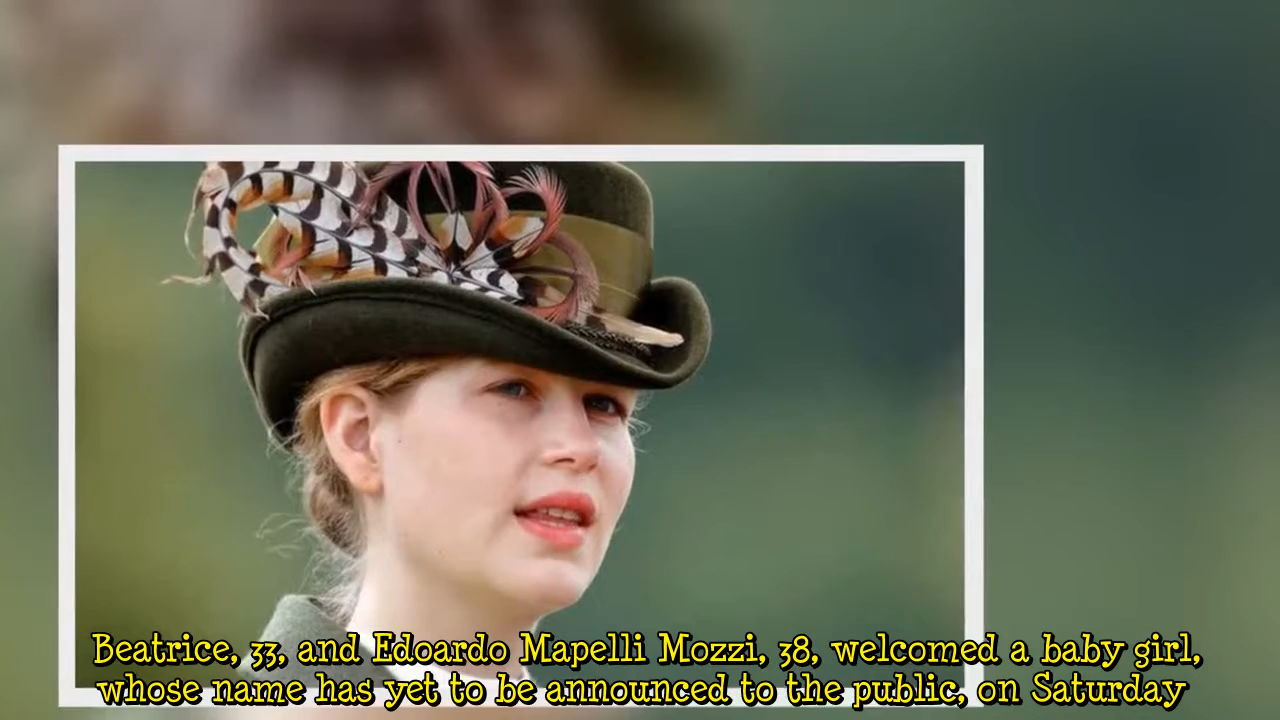 Beatrice, 33, and Edoardo Mapelli Mozzi, 38, welcomed a baby girl,
whose name has yet to be announced to the public, on Saturday